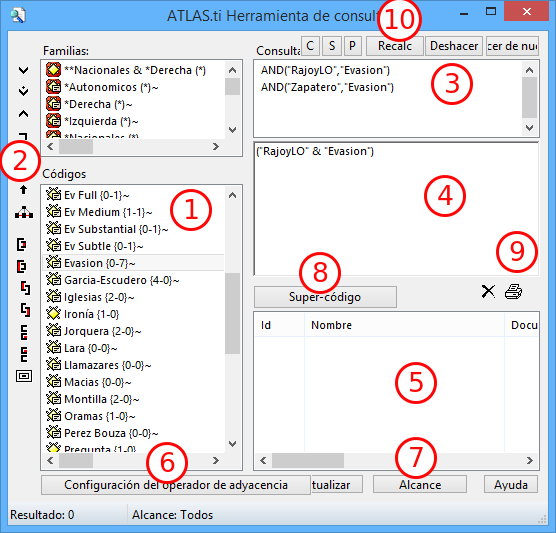 ATLAS.ti Herramienta de consult
10
Familias:
Consulta
C S P Recalc Deshacer cer de nu
**Nacionales & *Derecha (*)
*Autonomicos (*)~
*Derecha (*)~
*Izquierda (*)~
*Nacionales (*)~
AND("RajoyLO","Evasion")
AND("Zapatero","Evasion")
3
2
("RajoyLO" & "Evasion")
4
Códigos
1
Ev Full {0-1}~
Ev Medium {1-1}~
Ev Substantial {0-1}~
Ev Subtle {0-1}~
Evasion {0-7}~
Garcia-Escudero {4-0}~
Iglesias {2-0}~
Ironía {1-0}
Jorquera {2-0}~
Lara {0-0}~
Llamazares {0-0}~
Macias {0-0}~
Montilla {2-0}~
Oramas {1-0}~
Perez Bouza {0-0}~
Pregunta {1-0}
9
8
Super-código
Id Nombre Docu
5
6
7
Configuración del operador de adyacencia
tualizar
Alcance
Ayuda
Resultado: 0
Alcance: Todos